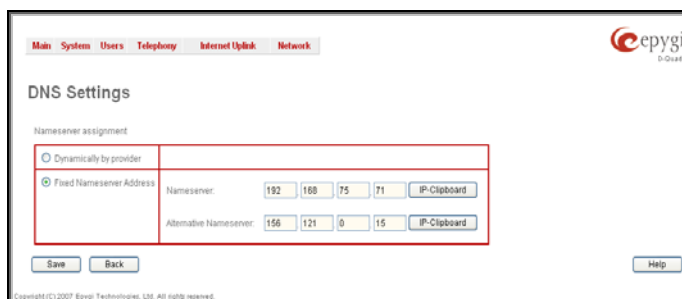 Main System Users Telephony Internet Uplink Network
epygi
D-Quad
DNS Settings
Nameserver assignment
Dynamically by provider
Fixed Nameserver Address
Nameserver: 192 168 75 71 IP-Clipboard
Alternative Nameserver: 156 121 0 15 IP-Clipboard
Save Back Help
Copyright (C) 2007 Epygi Technologies, Ltd. All rights reserved.